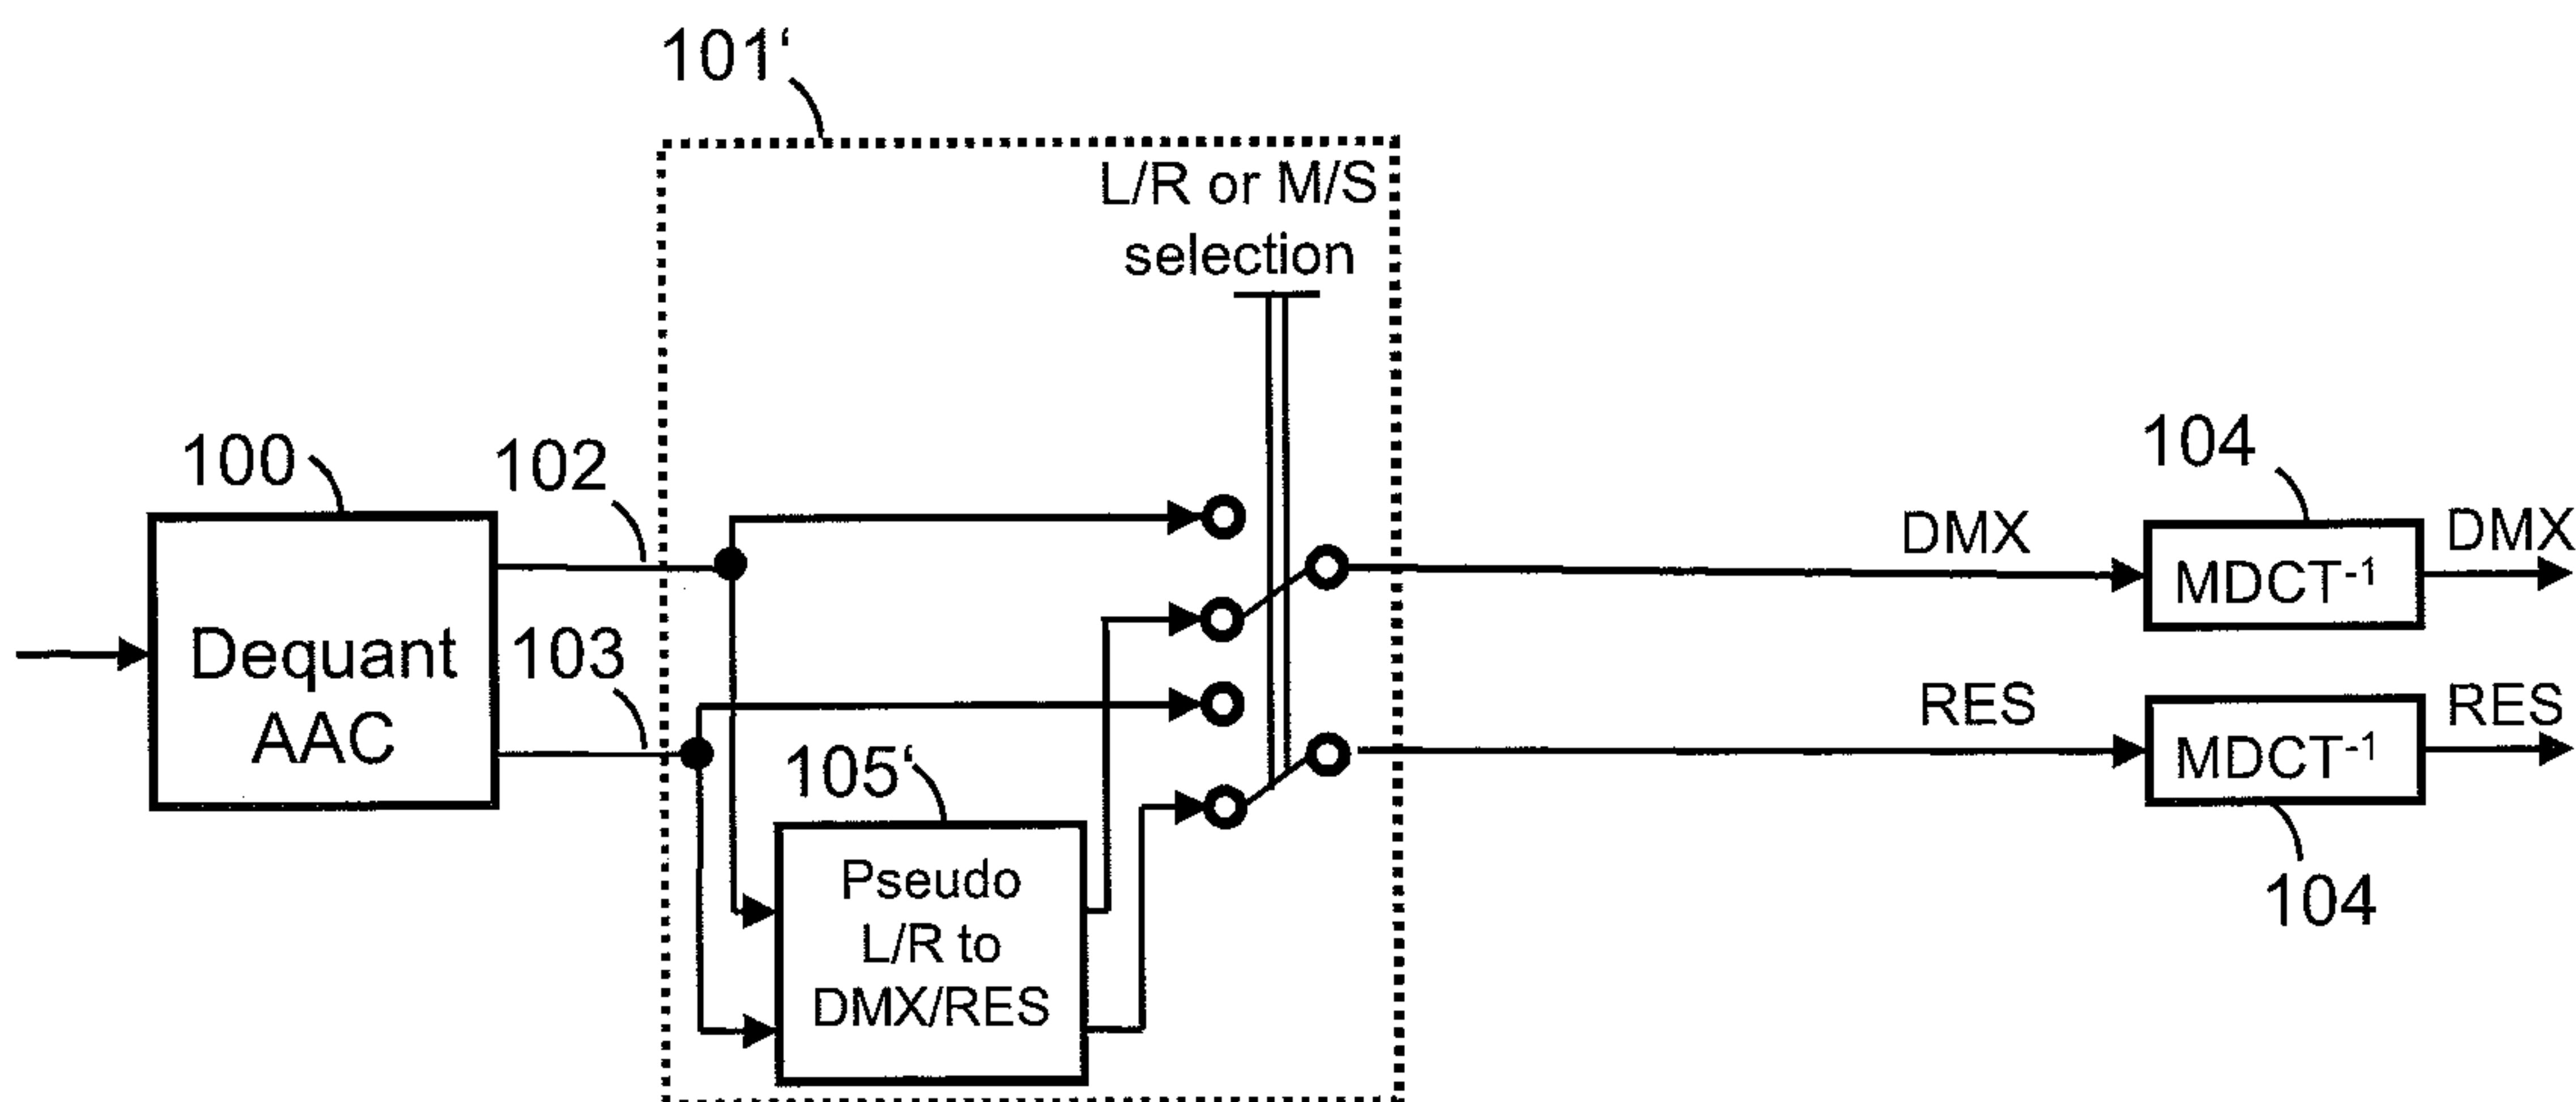 101‘
L/R or M/S
selection
100
102
104
DMX
DMX
MDCT-1
Dequant
AAC
103
RES
RES
MDCT-1
105‘
Pseudo
L/R to
DMX/RES
104